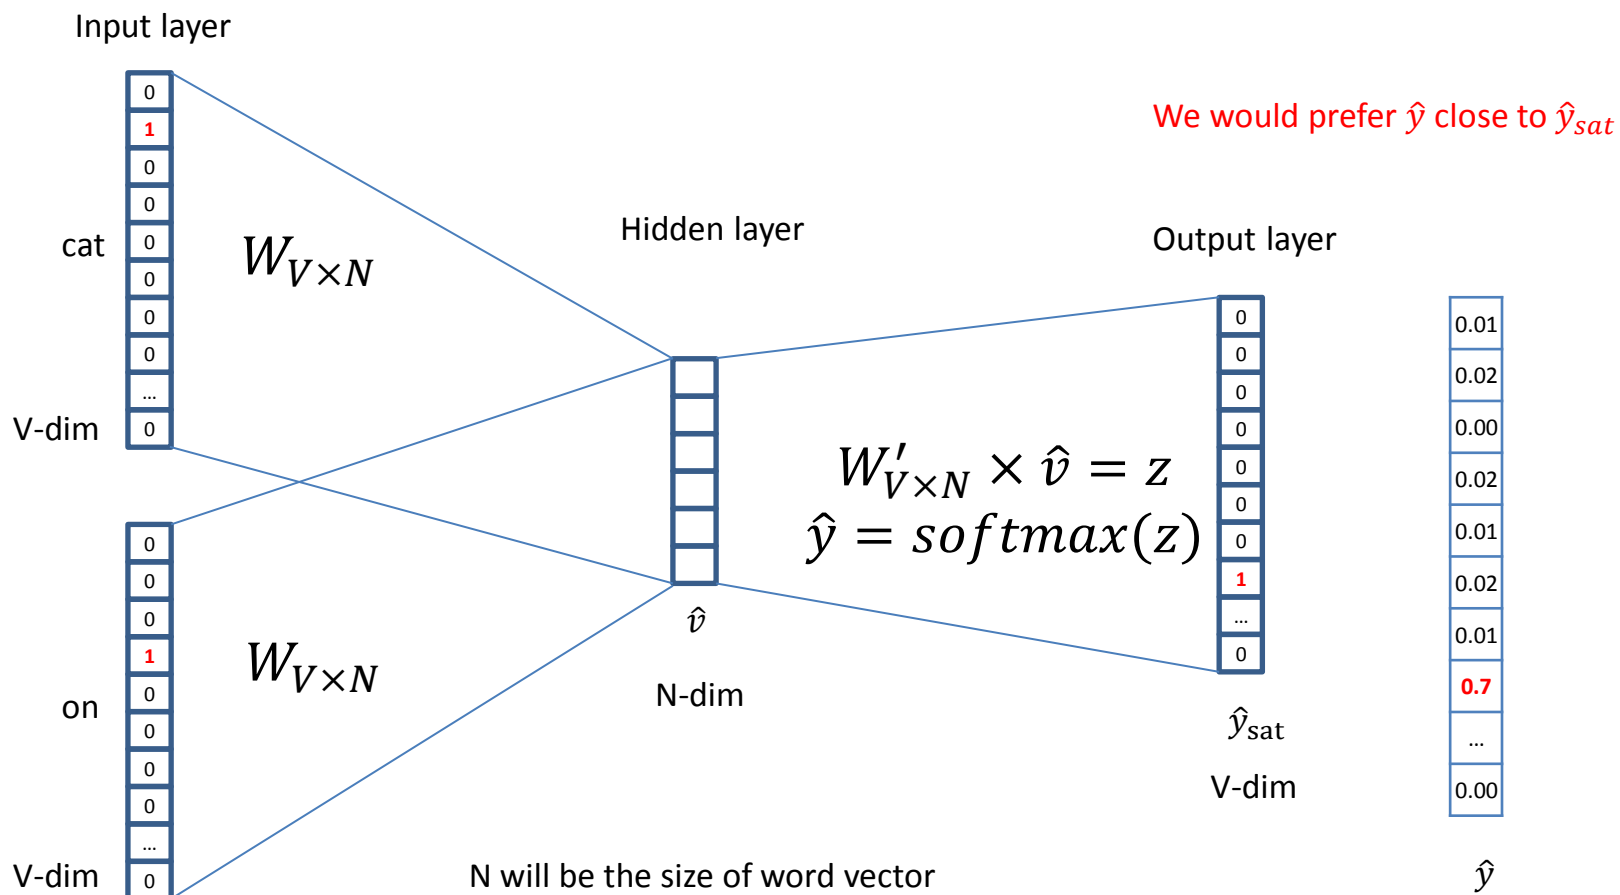 Input layer
We would prefer ŷ close to ŷ_sat
cat
0
1
0
0
0
0
0
0
...
0
V-dim
W_{V×N}
Hidden layer
Output layer
on
0
0
0
1
0
0
0
0
...
0
V-dim
W_{V×N}
v̂
N-dim
W'_{V×N} × v̂ = z
ŷ = softmax(z)
0
0
0
0
0
0
0
1
...
0
ŷ_sat
V-dim
0.01
0.02
0.00
0.02
0.01
0.02
0.01
0.7
...
0.00
ŷ
N will be the size of word vector